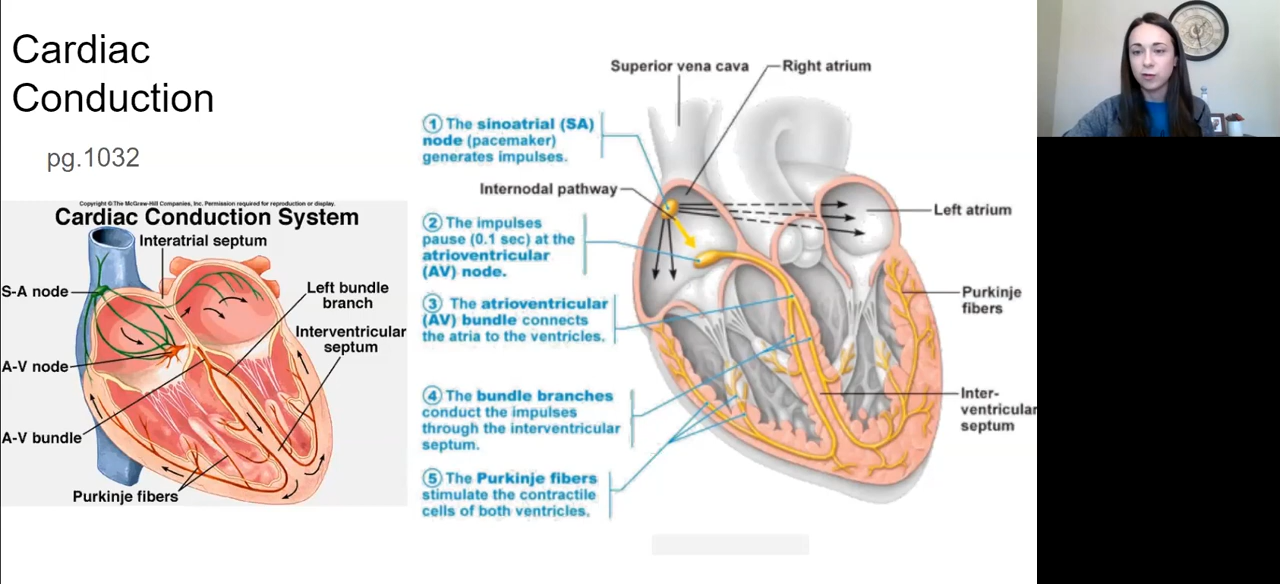 Cardiac
Conduction
pg.1032
Copyright © The McGraw-Hill Companies, Inc. Permission required for reproduction or display.
Cardiac Conduction System
Interatrial septum
S-A node
Left bundle
branch
Interventricular
septum
A-V node
A-V bundle
Purkinje fibers
Superior vena cava
Right atrium
① The sinoatrial (SA)
node (pacemaker)
generates impulses.
Internodal pathway
② The impulses
pause (0.1 sec) at the
atrioventricular
(AV) node.
Left atrium
③ The atrioventricular
(AV) bundle connects
the atria to the ventricles.
Purkinje
fibers
④ The bundle branches
conduct the impulses
through the interventricular
septum.
Inter-
ventricular
septum
⑤ The Purkinje fibers
stimulate the contractile
cells of both ventricles.